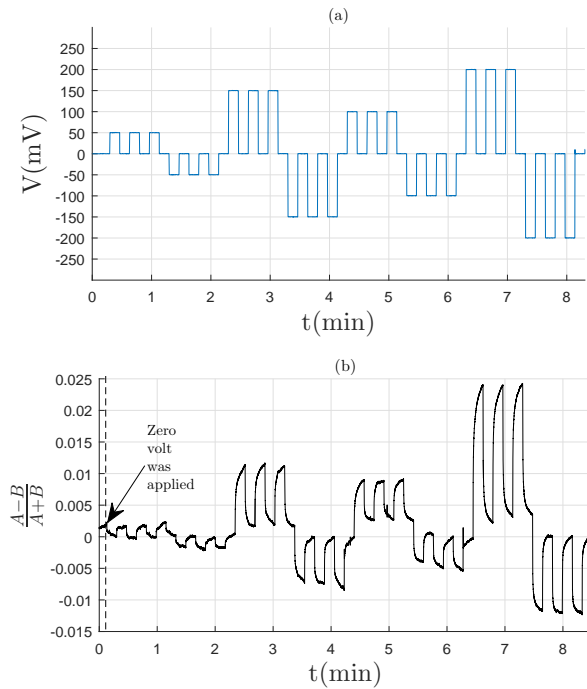 (a)
250
200
150
100
50
0
-50
-100
-150
-200
-250
V(mV)
0 1 2 3 4 5 6 7 8
t(min)
(b)
0.025
0.02
0.015
0.01
0.005
0
-0.005
-0.01
-0.015
A−B
A+B
Zero
volt
was
applied
0 1 2 3 4 5 6 7 8
t(min)